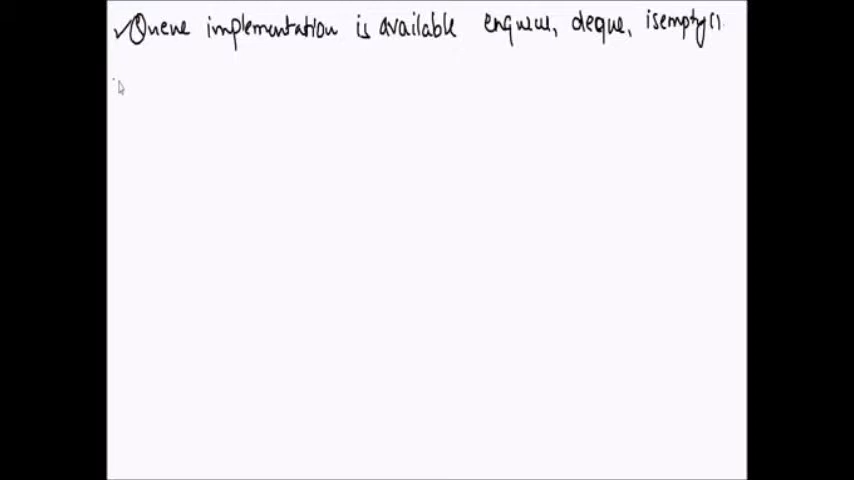 ✓Queue implementation is available enqueue, deque, isempty()